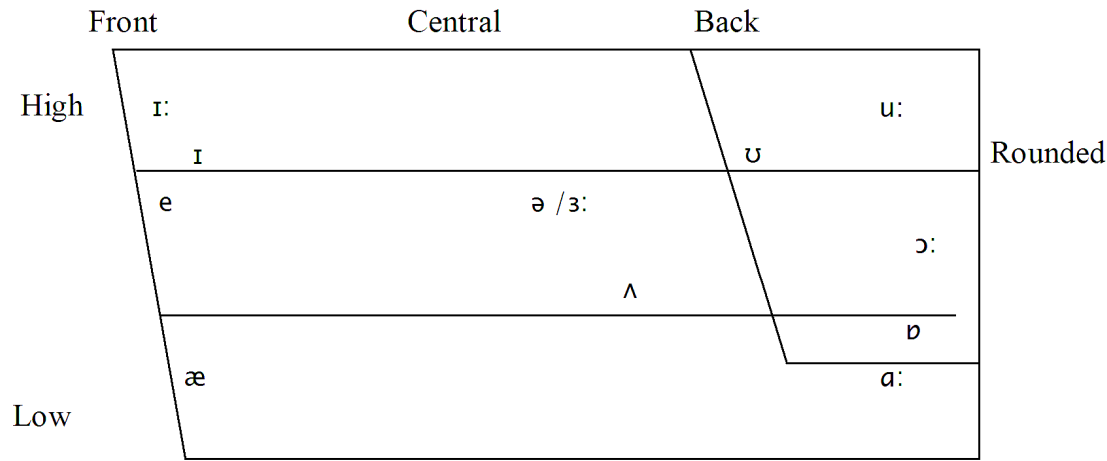 Front Central Back
High ɪː uː
ɪ ʊ Rounded
e ə /ɜː
ɔː
ʌ
ɒ
æ ɑː
Low